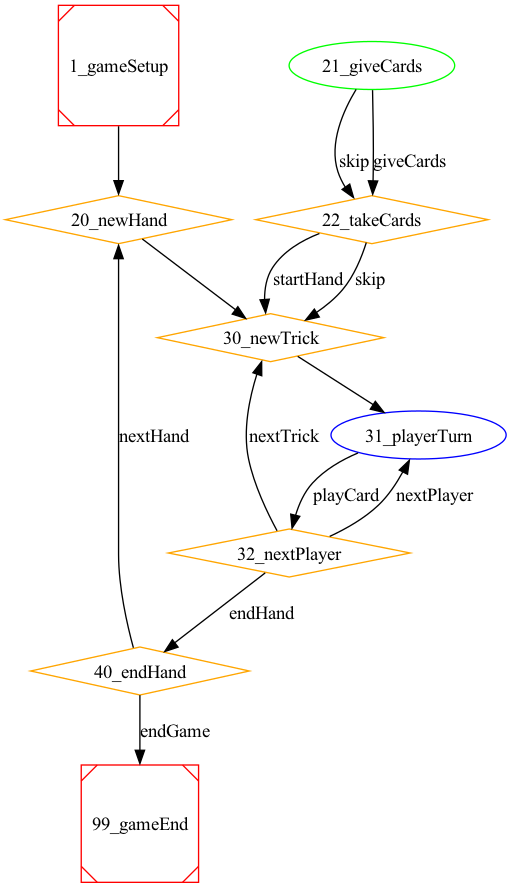 1_gameSetup
21_giveCards
skip
giveCards
20_newHand
22_takeCards
startHand
skip
30_newTrick
nextHand
nextTrick
31_playerTurn
playCard
nextPlayer
32_nextPlayer
endHand
40_endHand
endGame
99_gameEnd